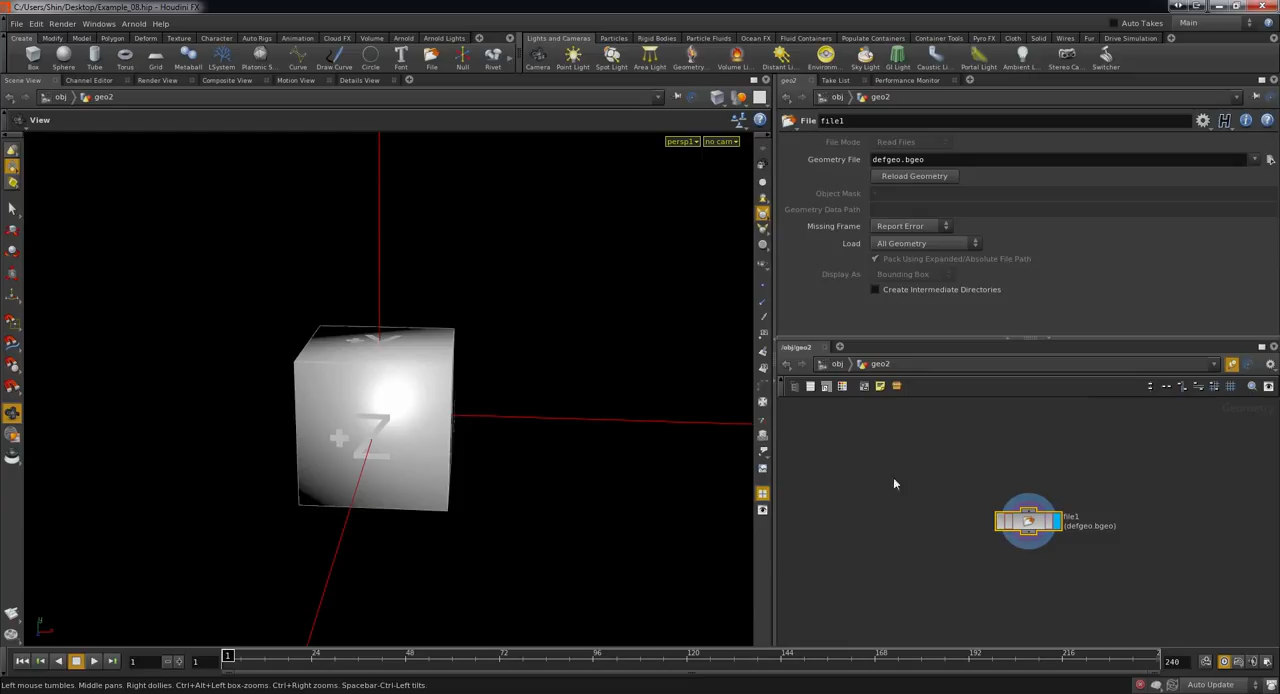 C:/Users/Shin/Desktop/Example_08.hip - Houdini FX
File Edit Render Windows Arnold Help
Auto Takes Main
Create Modify Model Polygon Deform Texture Character Auto Rigs Animation Cloud FX Volume Arnold Arnold Lights
Lights and Cameras Particles Rigid Bodies Particle Fluids Ocean FX Fluid Containers Populate Containers Container Tools Pyro FX Cloth Solid Wires Fur Drive Simulation
Box Sphere Tube Torus Grid Metaball LSystem Platonic S... Curve Draw Curve Circle Font File Null Rivet
Camera Point Light Spot Light Area Light Geometry... Volume Li... Distant Li... Environm... Sky Light GI Light Caustic Li... Portal Light Ambient L... Stereo Ca... Switcher
Scene View Channel Editor Render View Composite View Motion View Details View
geo2 Take List Performance Monitor
obj geo2
obj geo2
View
persp1 no cam
File file1
File Mode Read Files
Geometry File defgeo.bgeo
Reload Geometry
Object Mask
Geometry Data Path
Missing Frame Report Error
Load All Geometry
Pack Using Expanded/Absolute File Path
Display As Bounding Box
Create Intermediate Directories
/obj/geo2
obj geo2
Geometry
+Z
file1
(defgeo.bgeo)
1 1 1 24 48 72 96 120 144 168 192 216 2 240
Left mouse tumbles. Middle pans. Right dollies. Ctrl+Alt+Left box-zooms. Ctrl+Right zooms. Spacebar-Ctrl-Left tilts.
Auto Update